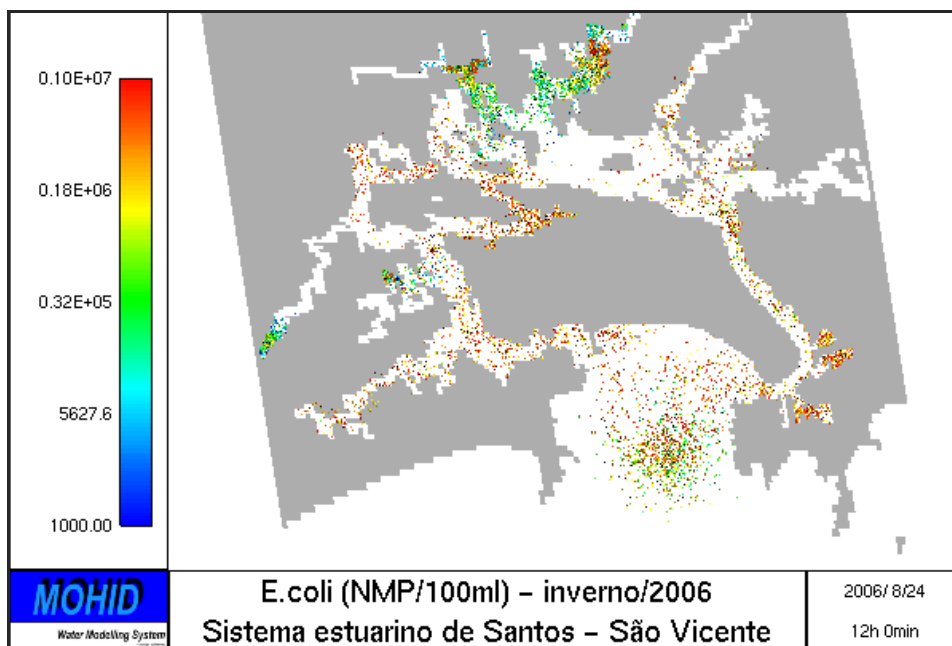 0.10E+07
0.18E+06
0.32E+05
5627.6
1000.00
MOHID
Water Modelling System
E.coli (NMP/100ml) – inverno/2006
Sistema estuarino de Santos – São Vicente
2006/ 8/24
12h 0min